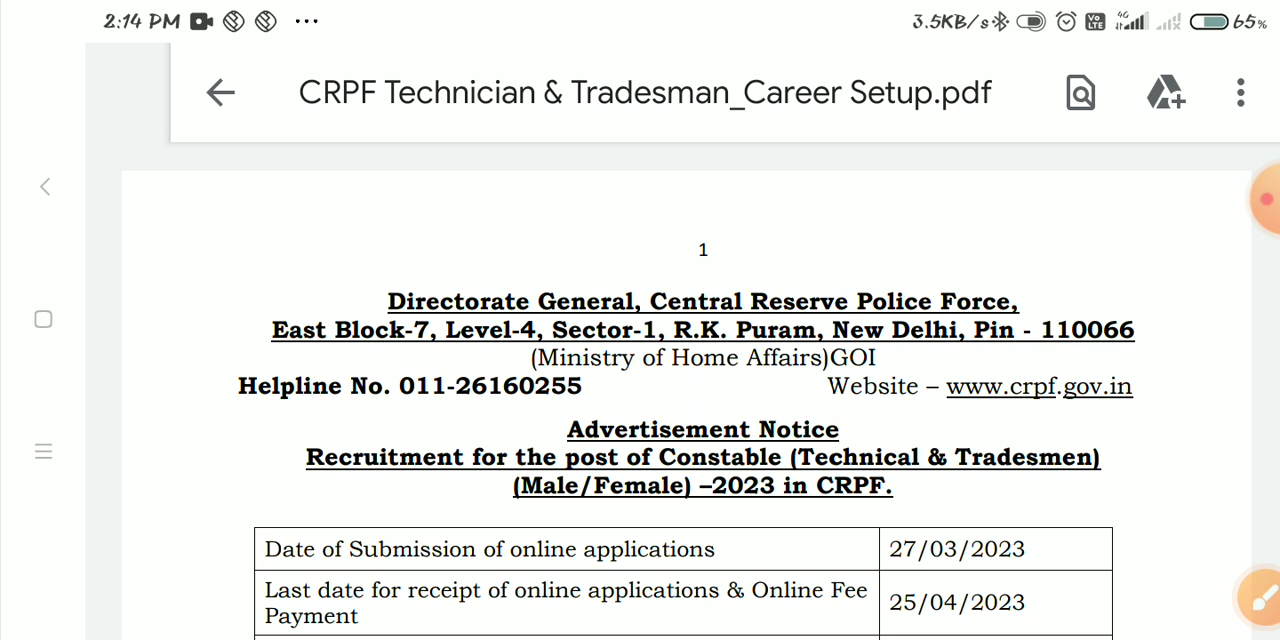 2:14 PM ... 3.5KB/s 4G Vo LTE 65%
CRPF Technician & Tradesman_Career Setup.pdf
1
Directorate General, Central Reserve Police Force,
East Block-7, Level-4, Sector-1, R.K. Puram, New Delhi, Pin - 110066
(Ministry of Home Affairs)GOI
Helpline No. 011-26160255 Website – www.crpf.gov.in
Advertisement Notice
Recruitment for the post of Constable (Technical & Tradesmen)
(Male/Female) –2023 in CRPF.
Date of Submission of online applications 27/03/2023
Last date for receipt of online applications & Online Fee
Payment 25/04/2023